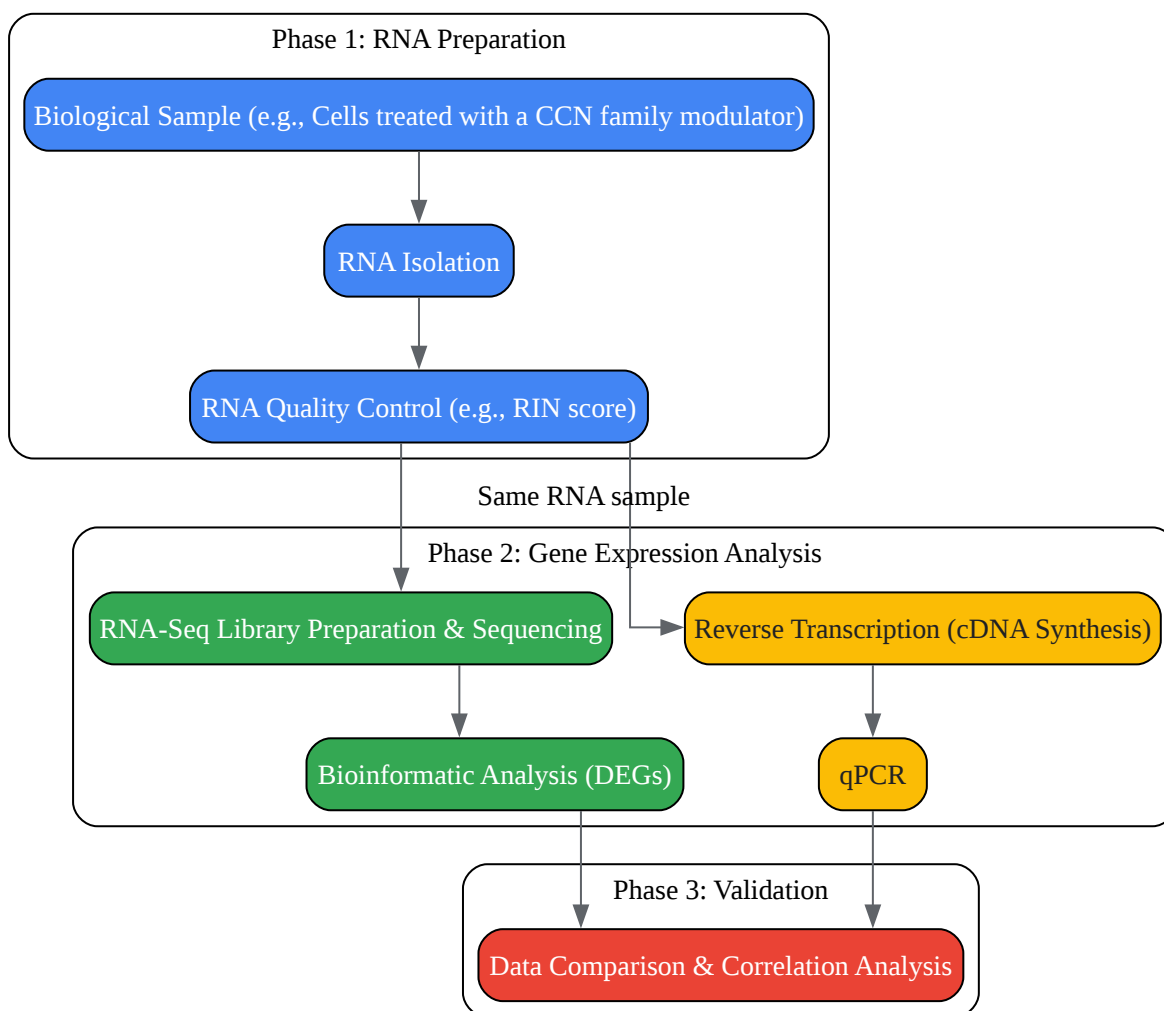 Phase 1: RNA Preparation
Biological Sample (e.g., Cells treated with a CCN family modulator)
RNA Isolation
RNA Quality Control (e.g., RIN score)
Same RNA sample
Phase 2: Gene Expression Analysis
RNA-Seq Library Preparation & Sequencing
Reverse Transcription (cDNA Synthesis)
Bioinformatic Analysis (DEGs)
qPCR
Phase 3: Validation
Data Comparison & Correlation Analysis